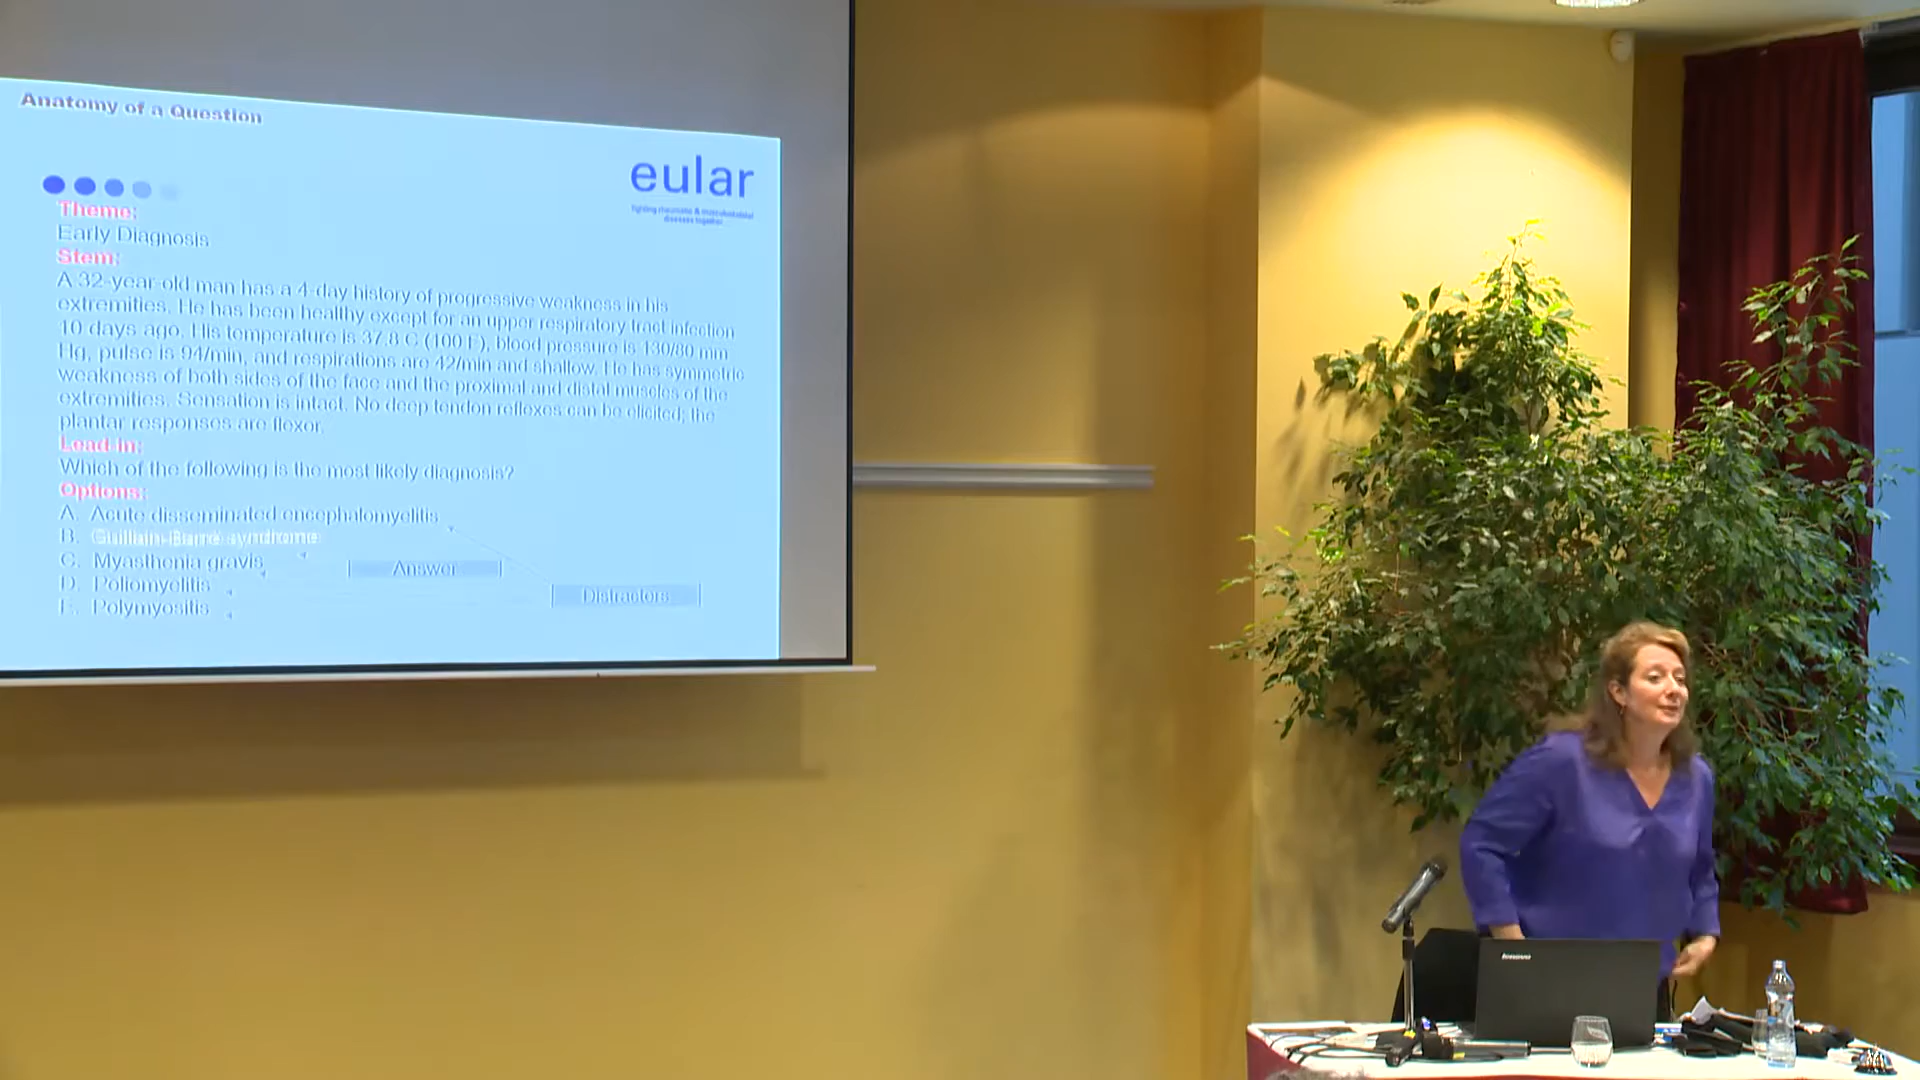 Anatomy of a Question
eular
fighting rheumatic & musculoskeletal
diseases together
Theme:
Early Diagnosis
Stem:
A 32-year-old man has a 4-day history of progressive weakness in his
extremities. He has been healthy except for an upper respiratory tract infection
10 days ago. His temperature is 37.8 C (100 F), blood pressure is 130/80 mm
Hg, pulse is 94/min, and respirations are 42/min and shallow. He has symmetric
weakness of both sides of the face and the proximal and distal muscles of the
extremities. Sensation is intact. No deep tendon reflexes can be elicited; the
plantar responses are flexor.
Lead in:
Which of the following is the most likely diagnosis?
Options:
A. Acute disseminated encephalomyelitis
B. Guillain-Barré syndrome
C. Myasthenia gravis
D. Poliomyelitis
E. Polymyositis
Answer
Distractors
lenovo